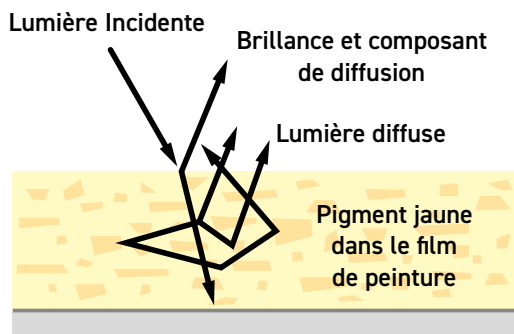 Lumière Incidente
Brillance et composant
de diffusion
Lumière diffuse
Pigment jaune
dans le film
de peinture